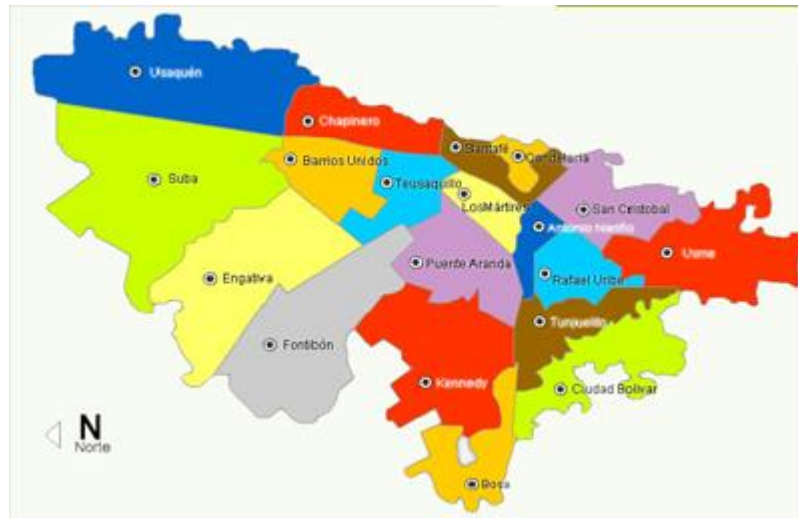 Usaquén
Chapinero
Santafé
Candelaria
Barrios Unidos
Suba
Teusaquillo
LosMártires
San Cristobal
Antonio Nariño
Usme
Puente Aranda
Rafael Uribe
Engativa
Tunjuelito
Fontibón
Kennedy
Ciudad Bolivar
N
Norte
Bosa